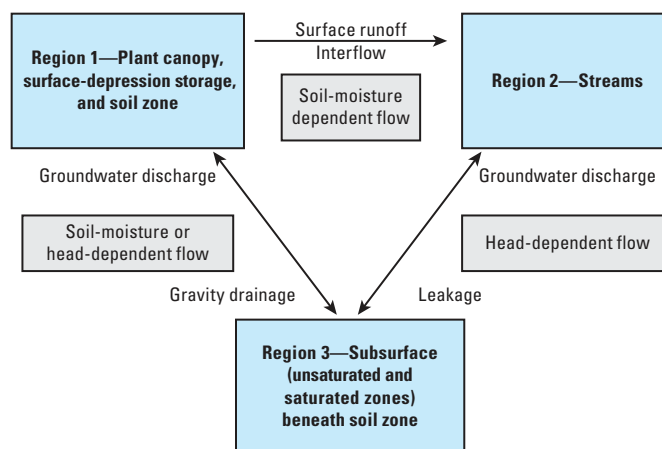 Region 1—Plant canopy,
surface-depression storage,
and soil zone
Surface runoff
Interflow
Soil-moisture
dependent flow
Region 2—Streams
Groundwater discharge
Groundwater discharge
Soil-moisture or
head-dependent flow
Head-dependent flow
Gravity drainage
Leakage
Region 3—Subsurface
(unsaturated and
saturated zones)
beneath soil zone